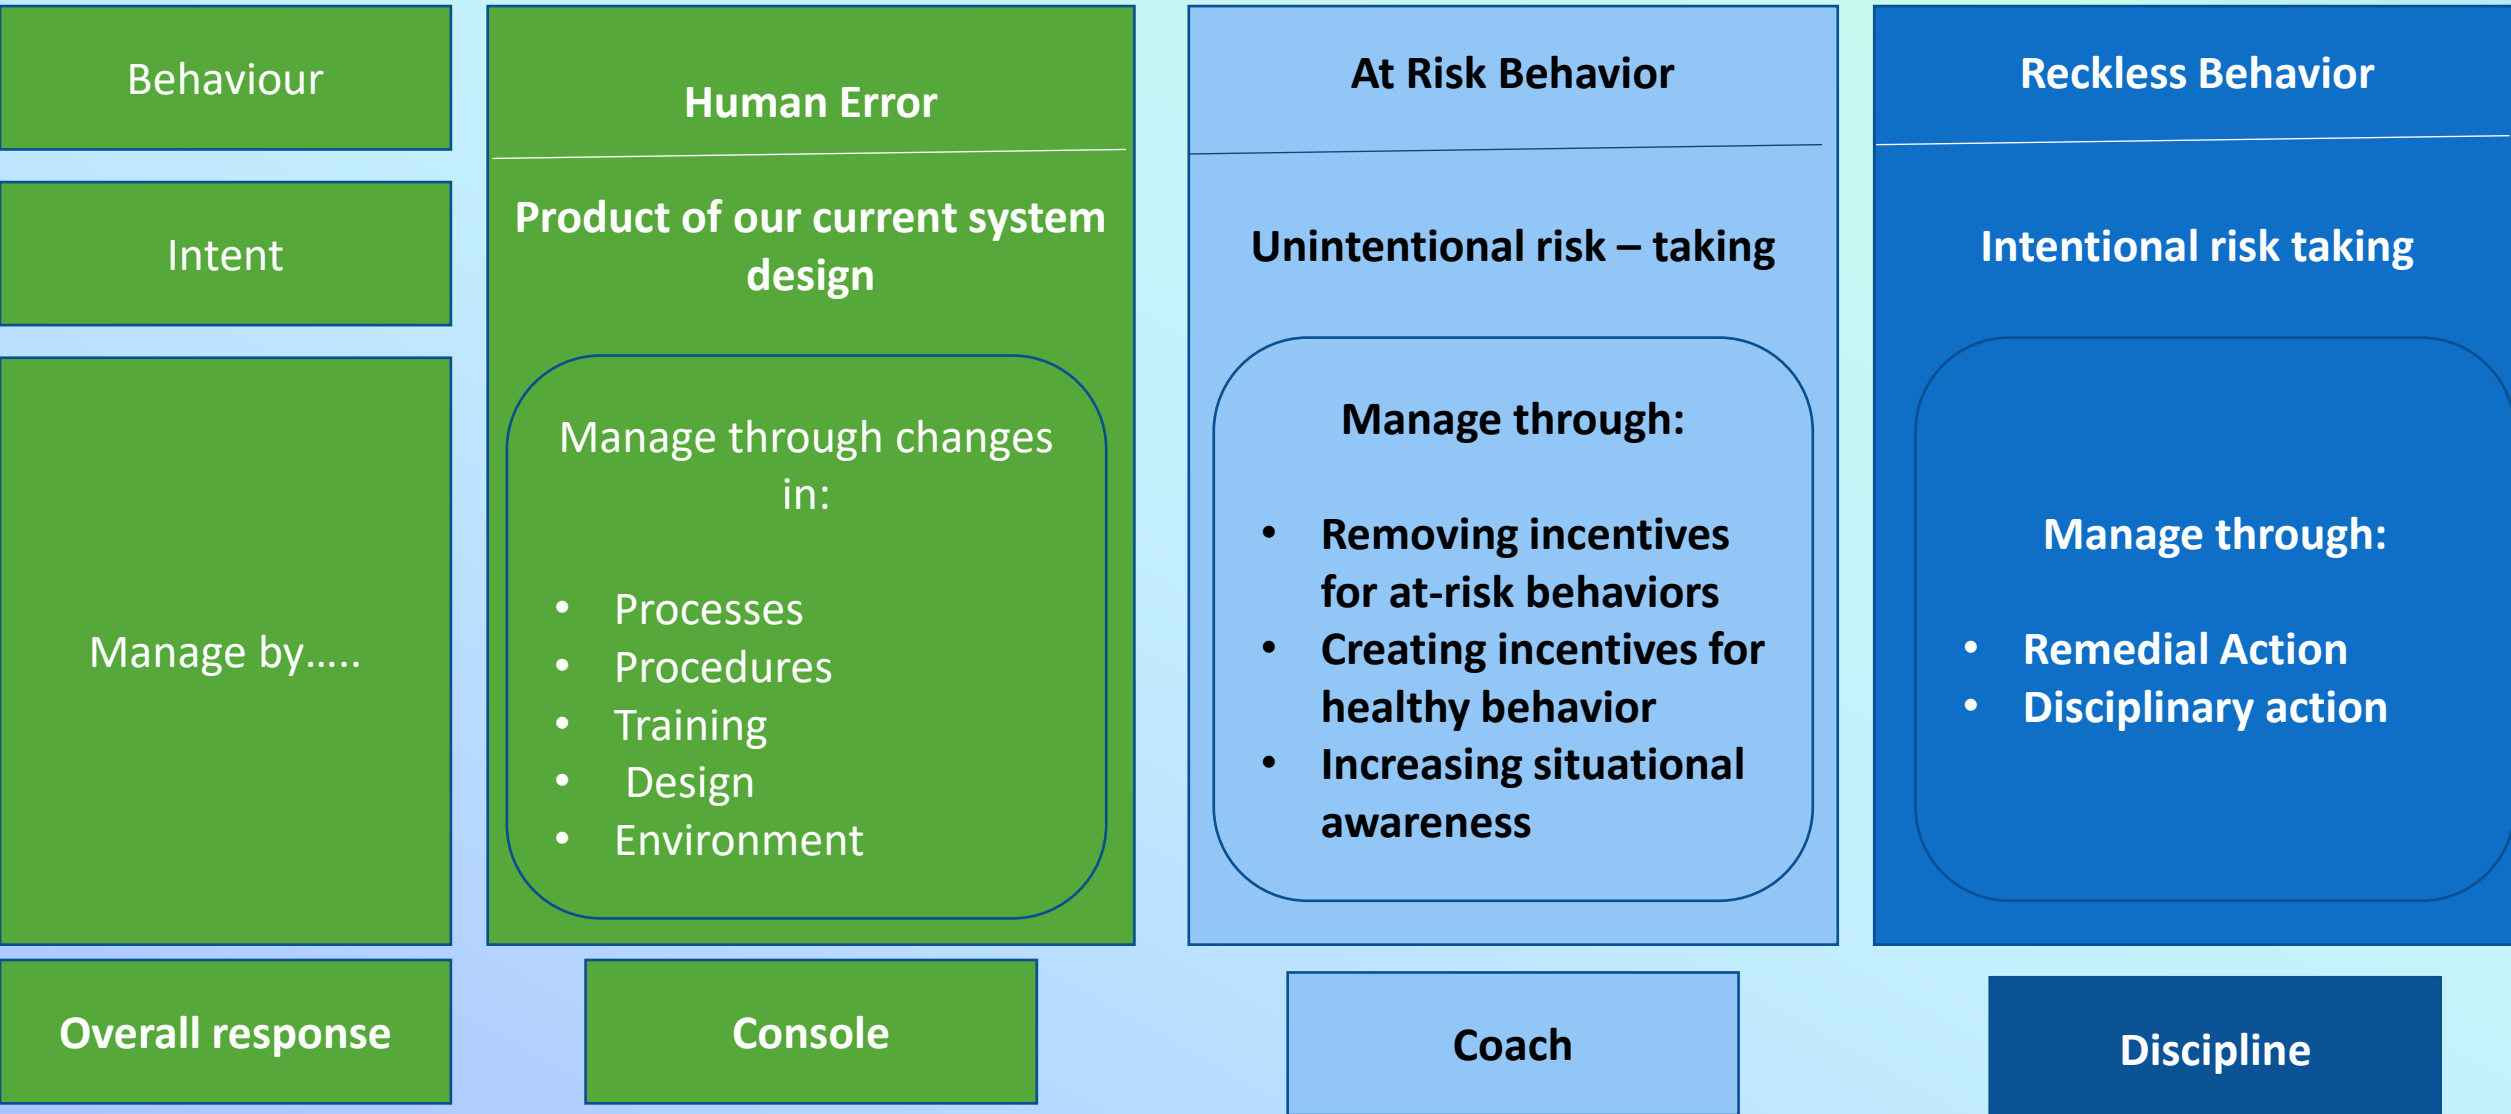 Behaviour
Human Error
At Risk Behavior
Reckless Behavior
Intent
Product of our current system
design
Unintentional risk – taking
Intentional risk taking
Manage by…..
Manage through changes
in:
• Processes
• Procedures
• Training
• Design
• Environment
Manage through:
• Removing incentives
for at-risk behaviors
• Creating incentives for
healthy behavior
• Increasing situational
awareness
Manage through:
• Remedial Action
• Disciplinary action
Overall response
Console
Coach
Discipline